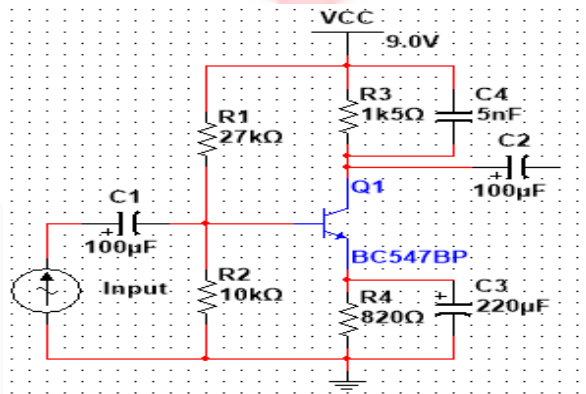 VCC
9.0V
R3
1k5Ω
C4
5nF
R1
27kΩ
C2
100µF
Q1
C1
100µF
BC547BP
Input
R2
10kΩ
R4
820Ω
C3
220µF